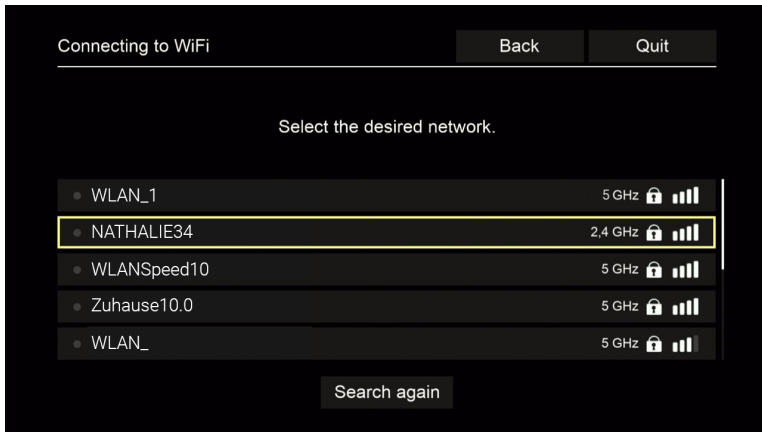 Connecting to WiFi Back Quit
Select the desired network.
WLAN_1 5 GHz
NATHALIE34 2,4 GHz
WLANSpeed10 5 GHz
Zuhause10.0 5 GHz
WLAN_ 5 GHz
Search again